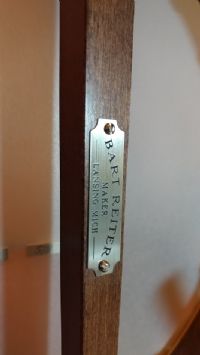 BART REITER
MAKER
LANSING, MICH